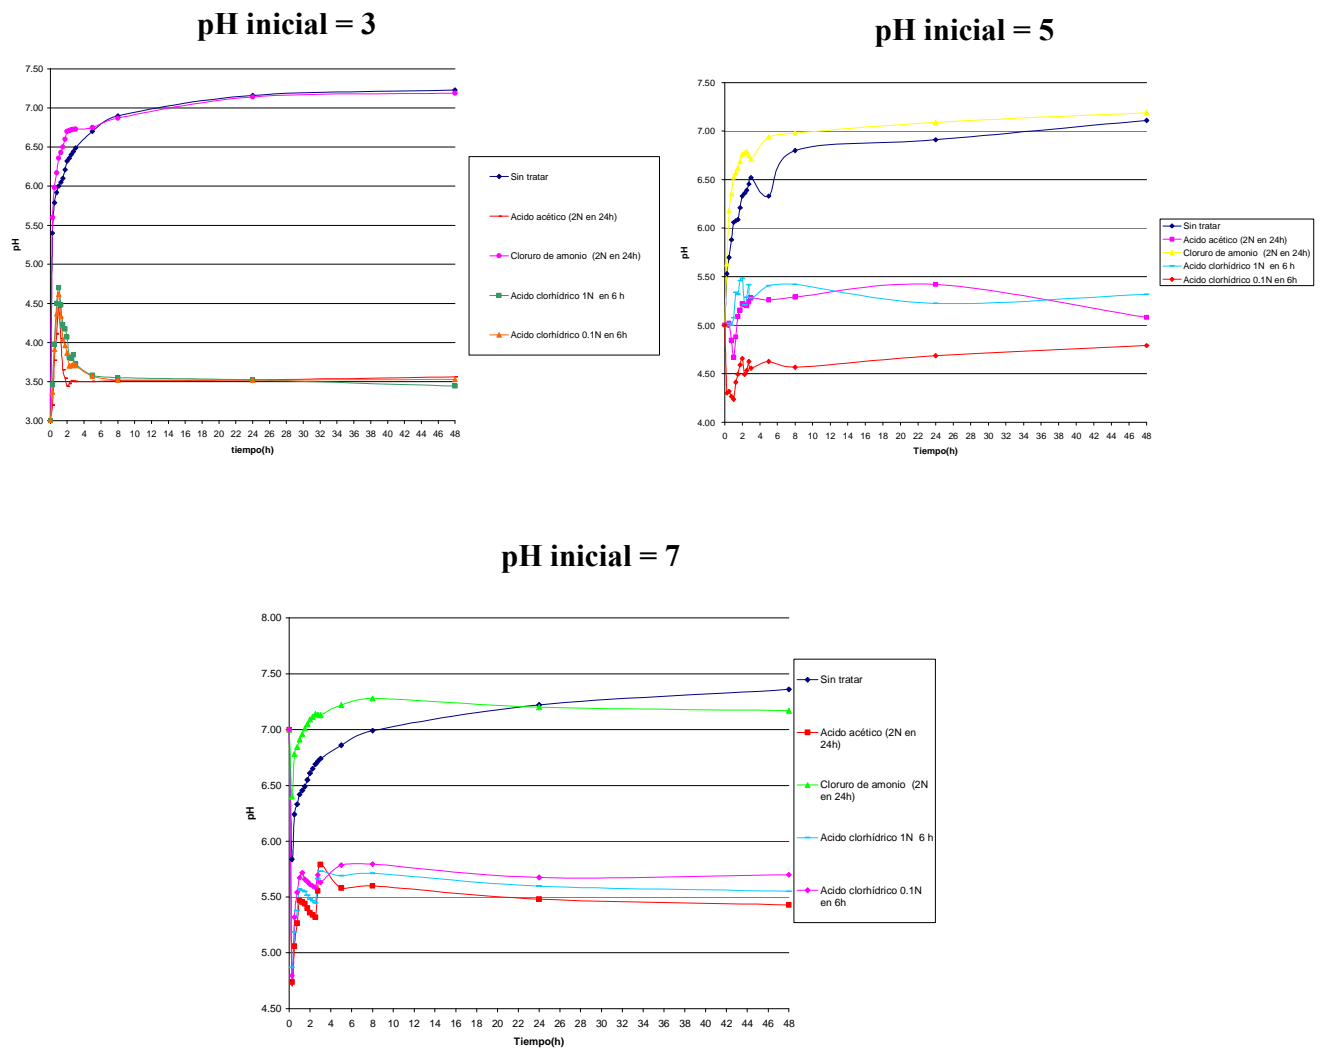 pH inicial = 3
7.50
7.00
6.50
6.00
5.50
5.00
4.50
4.00
3.50
3.00
pH
0 2 4 6 8 10 12 14 16 18 20 22 24 26 28 30 32 34 36 38 40 42 44 46 48
tiempo(h)
Sin tratar
Acido acético (2N en 24h)
Cloruro de amonio (2N en 24h)
Acido clorhídrico 1N en 6 h
Acido clorhídrico 0.1N en 6h
pH inicial = 5
7.50
7.00
6.50
6.00
5.50
5.00
4.50
4.00
pH
0 2 4 6 8 10 12 14 16 18 20 22 24 26 28 30 32 34 36 38 40 42 44 46 48
Tiempo(h)
Sin tratar
Acido acético (2N en 24h)
Cloruro de amonio (2N en 24h)
Acido clorhídrico 1N en 6 h
Acido clorhídrico 0.1N en 6h
pH inicial = 7
8.00
7.50
7.00
6.50
6.00
5.50
5.00
4.50
pH
0 2 4 6 8 10 12 14 16 18 20 22 24 26 28 30 32 34 36 38 40 42 44 46 48
Tiempo(h)
Sin tratar
Acido acético (2N en
24h)
Cloruro de amonio (2N
en 24h)
Acido clorhídrico 1N 6 h
Acido clorhídrico 0.1N
en 6h